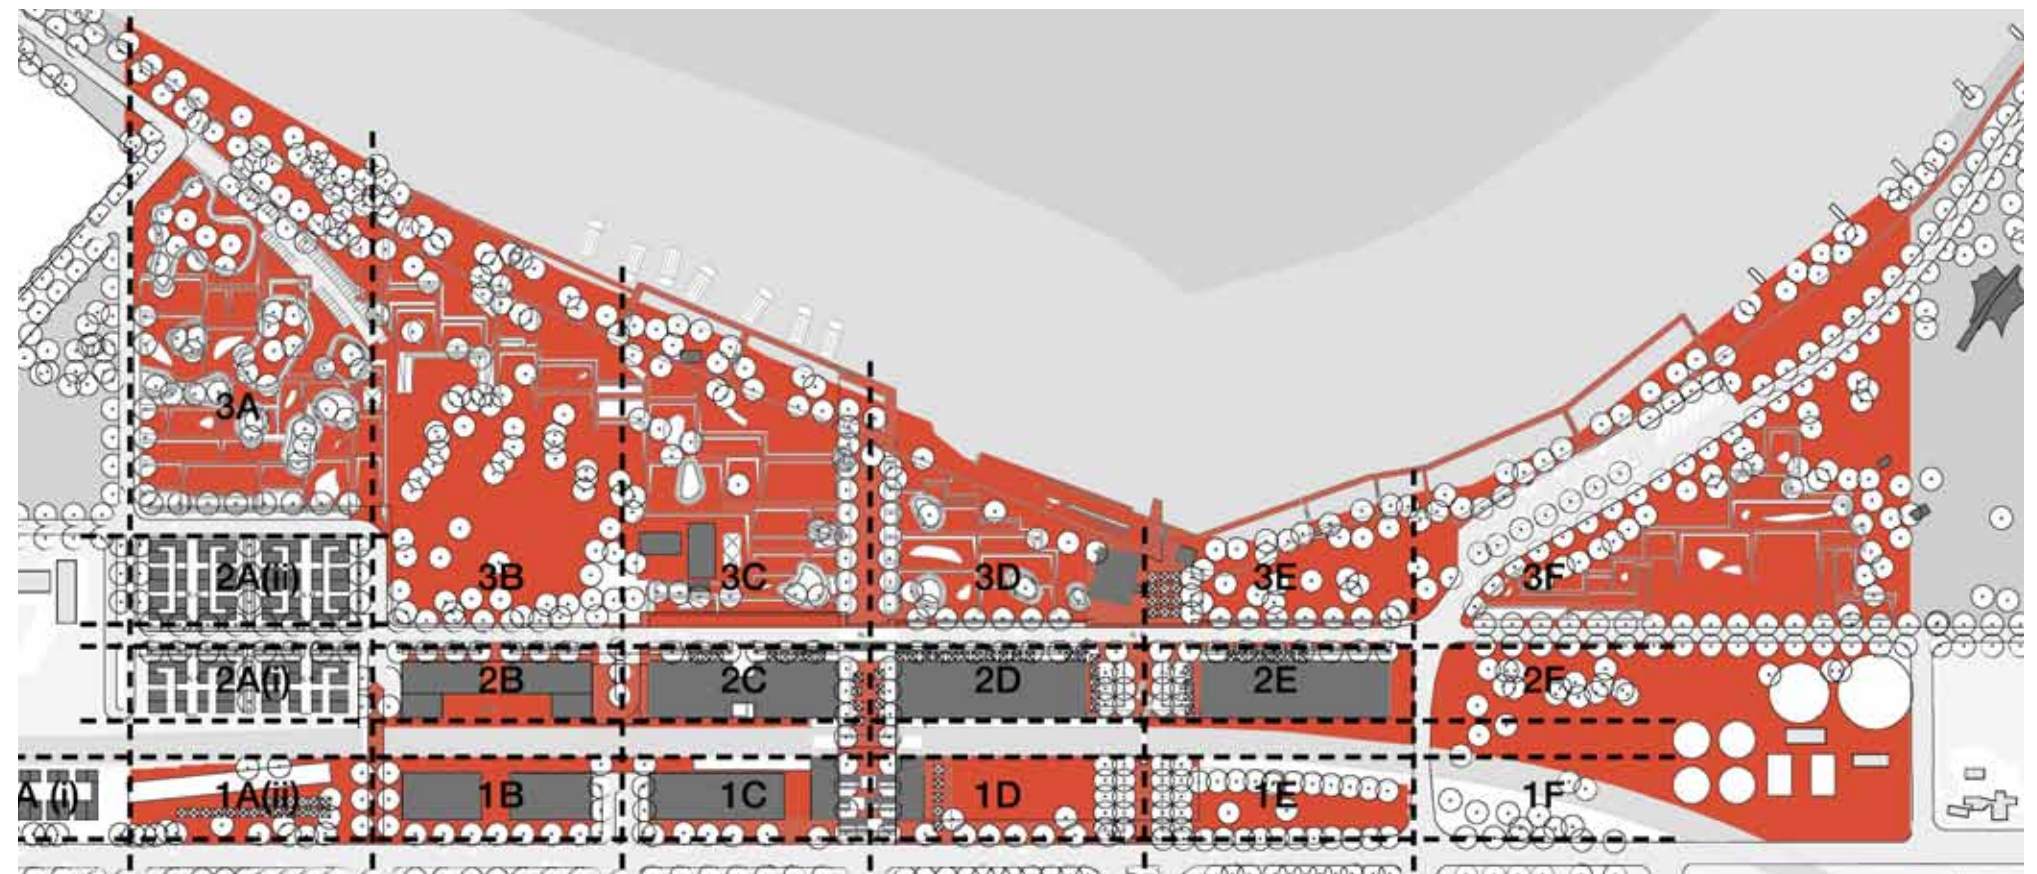 3A
2A(ii)
3B
3C
3D
3E
3F
2A(i)
2B
2C
2D
2E
2F
A (i)
1A(ii)
1B
1C
1D
1E
1F